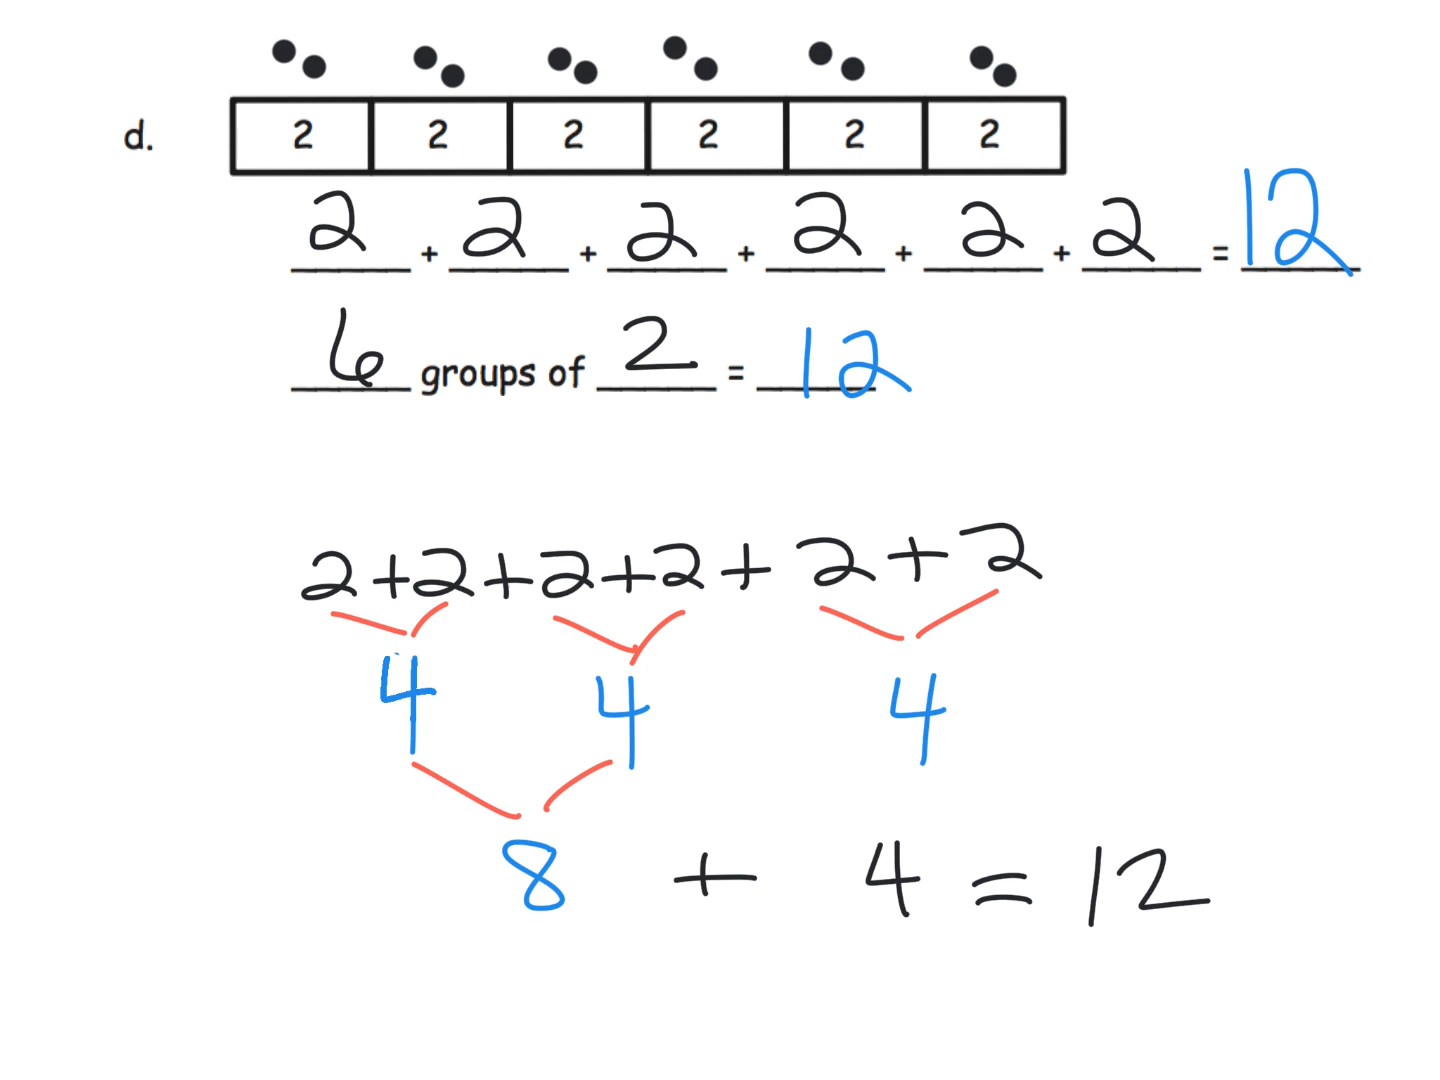 d. 2 2 2 2 2 2
2 + 2 + 2 + 2 + 2 + 2 = 12
6 groups of 2 = 12
2+2+2+2+2+2
4 4 4
8 + 4 = 12